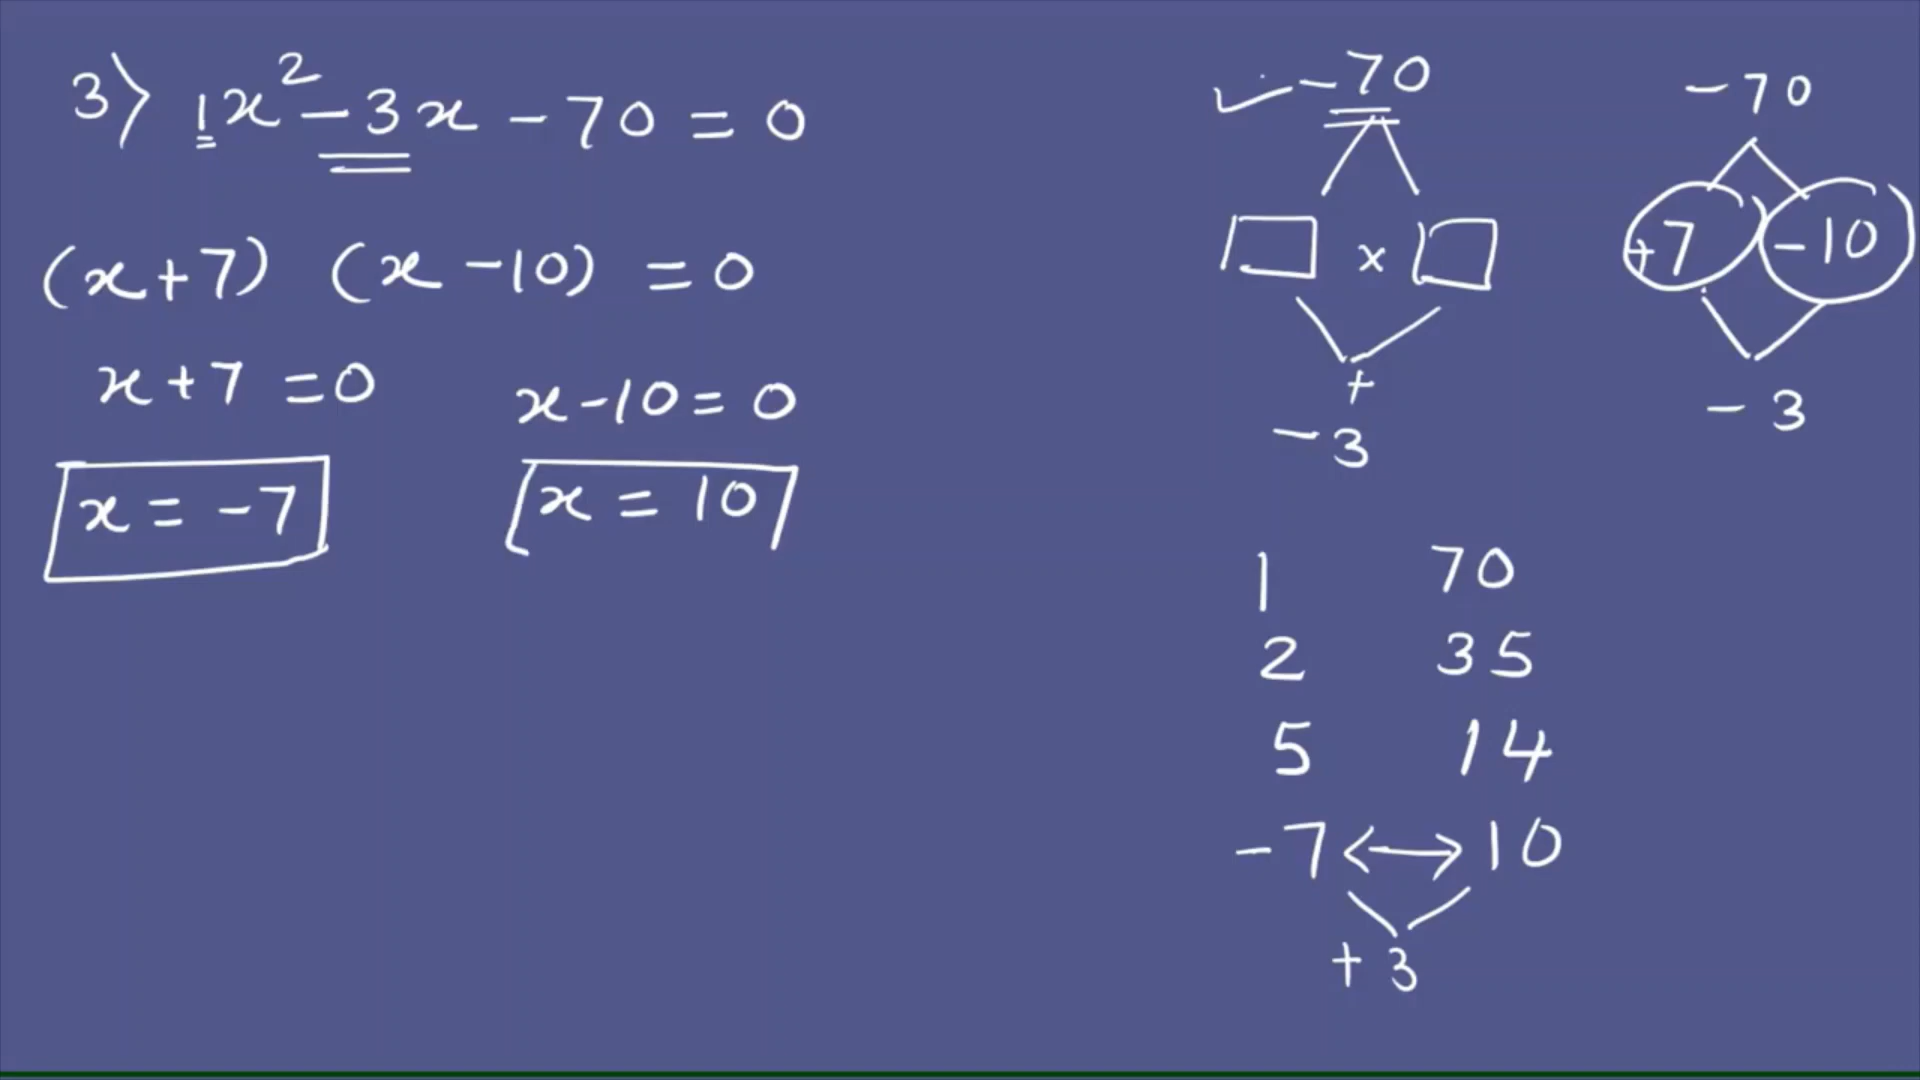 3) 1x² - 3x - 70 = 0
(x+7) (x-10) = 0
x+7 = 0 x-10 = 0
x = -7 x = 10
✓ -70
□ x □
+
-3
-70
+7 -10
-3
1 70
2 35
5 14
-7 ↔ 10
+3